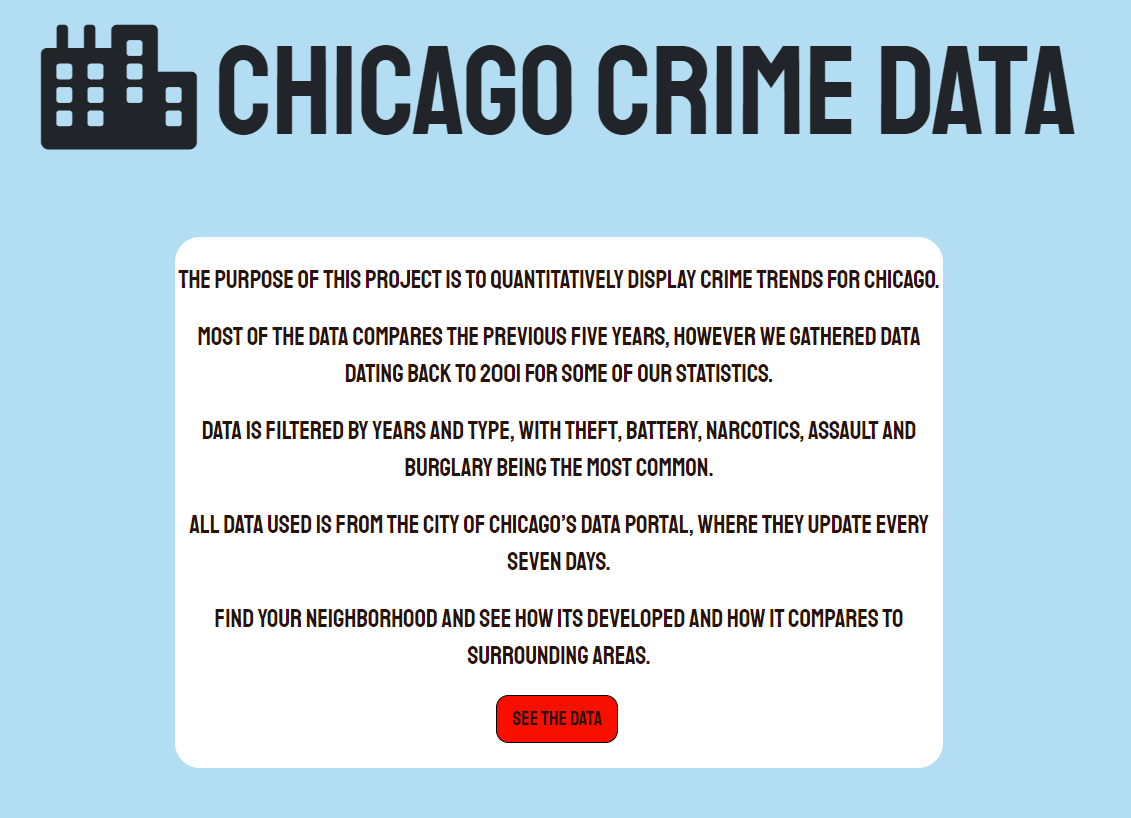 CHICAGO CRIME DATA
THE PURPOSE OF THIS PROJECT IS TO QUANTITATIVELY DISPLAY CRIME TRENDS FOR CHICAGO.
MOST OF THE DATA COMPARES THE PREVIOUS FIVE YEARS, HOWEVER WE GATHERED DATA
DATING BACK TO 2001 FOR SOME OF OUR STATISTICS.
DATA IS FILTERED BY YEARS AND TYPE, WITH THEFT, BATTERY, NARCOTICS, ASSAULT AND
BURGLARY BEING THE MOST COMMON.
ALL DATA USED IS FROM THE CITY OF CHICAGO’S DATA PORTAL, WHERE THEY UPDATE EVERY
SEVEN DAYS.
FIND YOUR NEIGHBORHOOD AND SEE HOW ITS DEVELOPED AND HOW IT COMPARES TO
SURROUNDING AREAS.
SEE THE DATA